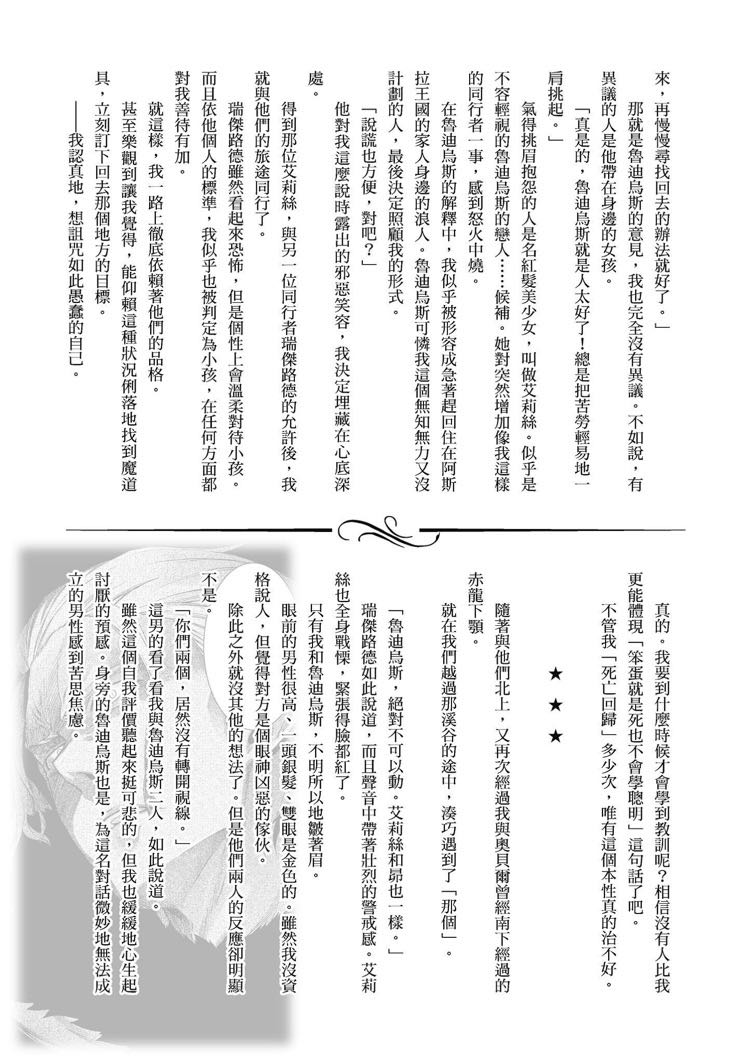 來，再慢慢尋找回去的辦法就好了。」
那就是魯迪烏斯的意見，我也完全沒有異議。不如說，有
異議的人是他帶在身邊的女孩。
「真是的，魯迪烏斯就是人太好了！總是把苦勞輕易地一
肩挑起。」
氣得挑眉抱怨的人是名紅髮美少女，叫做艾莉絲。似乎是
不容輕視的魯迪烏斯的戀人……候補。她對突然增加像我這樣
的同行者一事，感到怒火中燒。
在魯迪烏斯的解釋中，我似乎被形容成急著趕回住在阿斯
拉王國的家人身邊的浪人。魯迪烏斯可憐我這個無知無力又沒
計劃的人，最後決定照顧我的形式。
「說謊也方便，對吧？」
他對我這麼說時露出的邪惡笑容，我決定埋藏在心底深
處。
得到那位艾莉絲，與另一位同行者瑞傑路德的允許後，我
就與他們的旅途同行了。
瑞傑路德雖然看起來恐怖，但是個性上會溫柔對待小孩。
而且依他個人的標準，我似乎也被判定為小孩，在任何方面都
對我善待有加。
就這樣，我一路上徹底依賴著他們的品格。
甚至樂觀到讓我覺得，能仰賴這種狀況俐落地找到魔道
具，立刻訂下回去那個地方的目標。
——我認真地，想詛咒如此愚蠢的自己。
真的。我要到什麼時候才會學到教訓呢？相信沒有人比我
更能體現「笨蛋就是死也不會學聰明」這句話了吧。
不管我「死亡回歸」多少次，唯有這個本性真的治不好。
★ ★ ★
隨著與他們北上，又再次經過我與奧貝爾曾經南下經過的
赤龍下顎。
就在我們越過那溪谷的途中，湊巧遇到了「那個」。
「魯迪烏斯，絕對不可以動。艾莉絲和昴也一樣。」
瑞傑路德如此說道，而且聲音中帶著壯烈的警戒感。艾莉
絲也全身戰慄，緊張得臉都紅了。
只有我和魯迪烏斯，不明所以地皺著眉。
眼前的男性很高、一頭銀髮、雙眼是金色的。雖然我沒資
格說人，但覺得對方是個眼神凶惡的傢伙。
除此之外就沒其他的想法了。但是他們兩人的反應卻明顯
不是。
「你們兩個，居然沒有轉開視線。」
這男的看了看我與魯迪烏斯二人，如此說道。
雖然這個自我評價聽起來挺可悲的，但我也緩緩地心生起
討厭的預感。身旁的魯迪烏斯也是，為這名對話微妙地無法成
立的男性感到苦思焦慮。